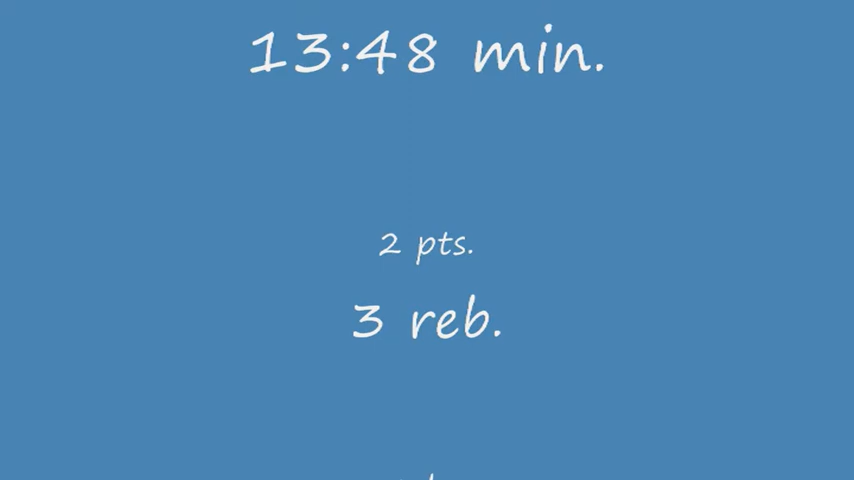 13:48 min.
2 pts.
3 reb.